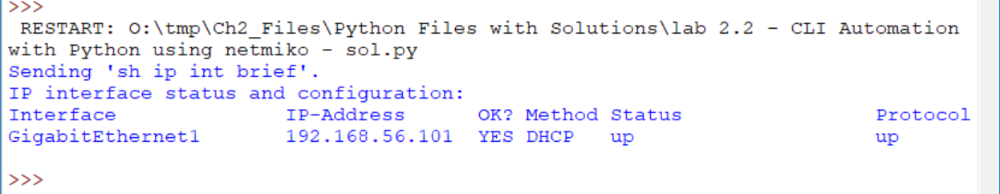 >>>
 RESTART: O:\tmp\Ch2_Files\Python Files with Solutions\lab 2.2 - CLI Automation
with Python using netmiko - sol.py
Sending 'sh ip int brief'.
IP interface status and configuration:
Interface              IP-Address      OK? Method Status                Protocol
GigabitEthernet1       192.168.56.101  YES DHCP   up                    up
>>>